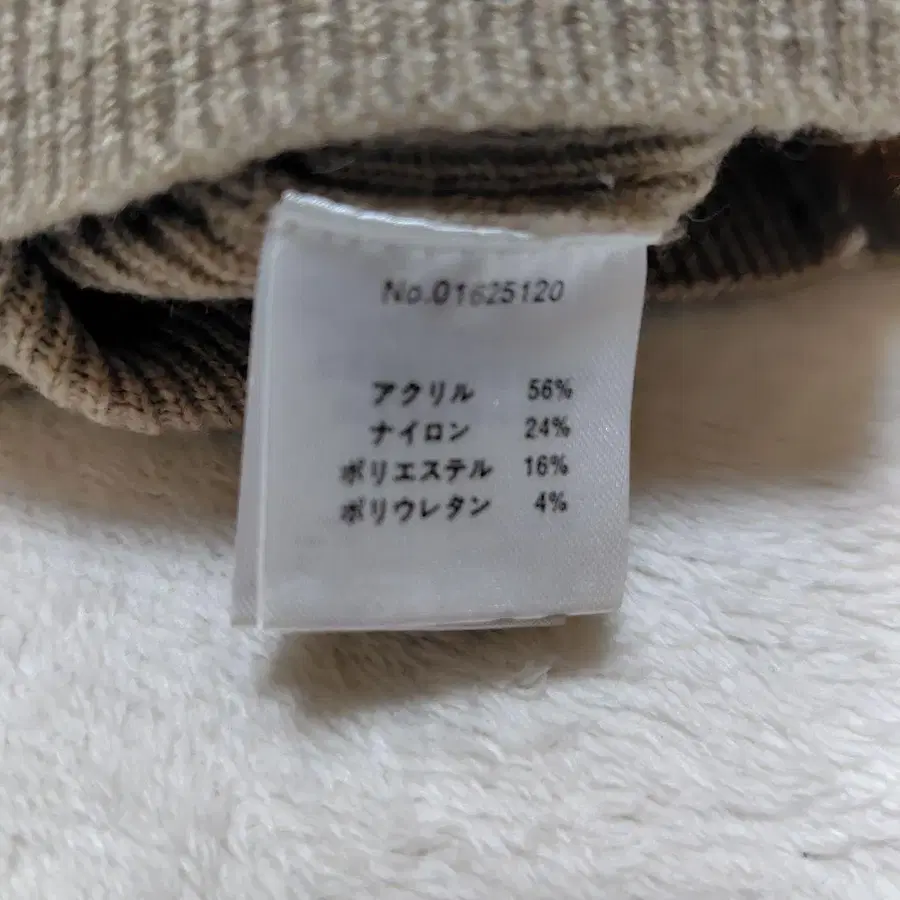 No.01625120
アクリル 56%
ナイロン 24%
ポリエステル 16%
ポリウレタン 4%